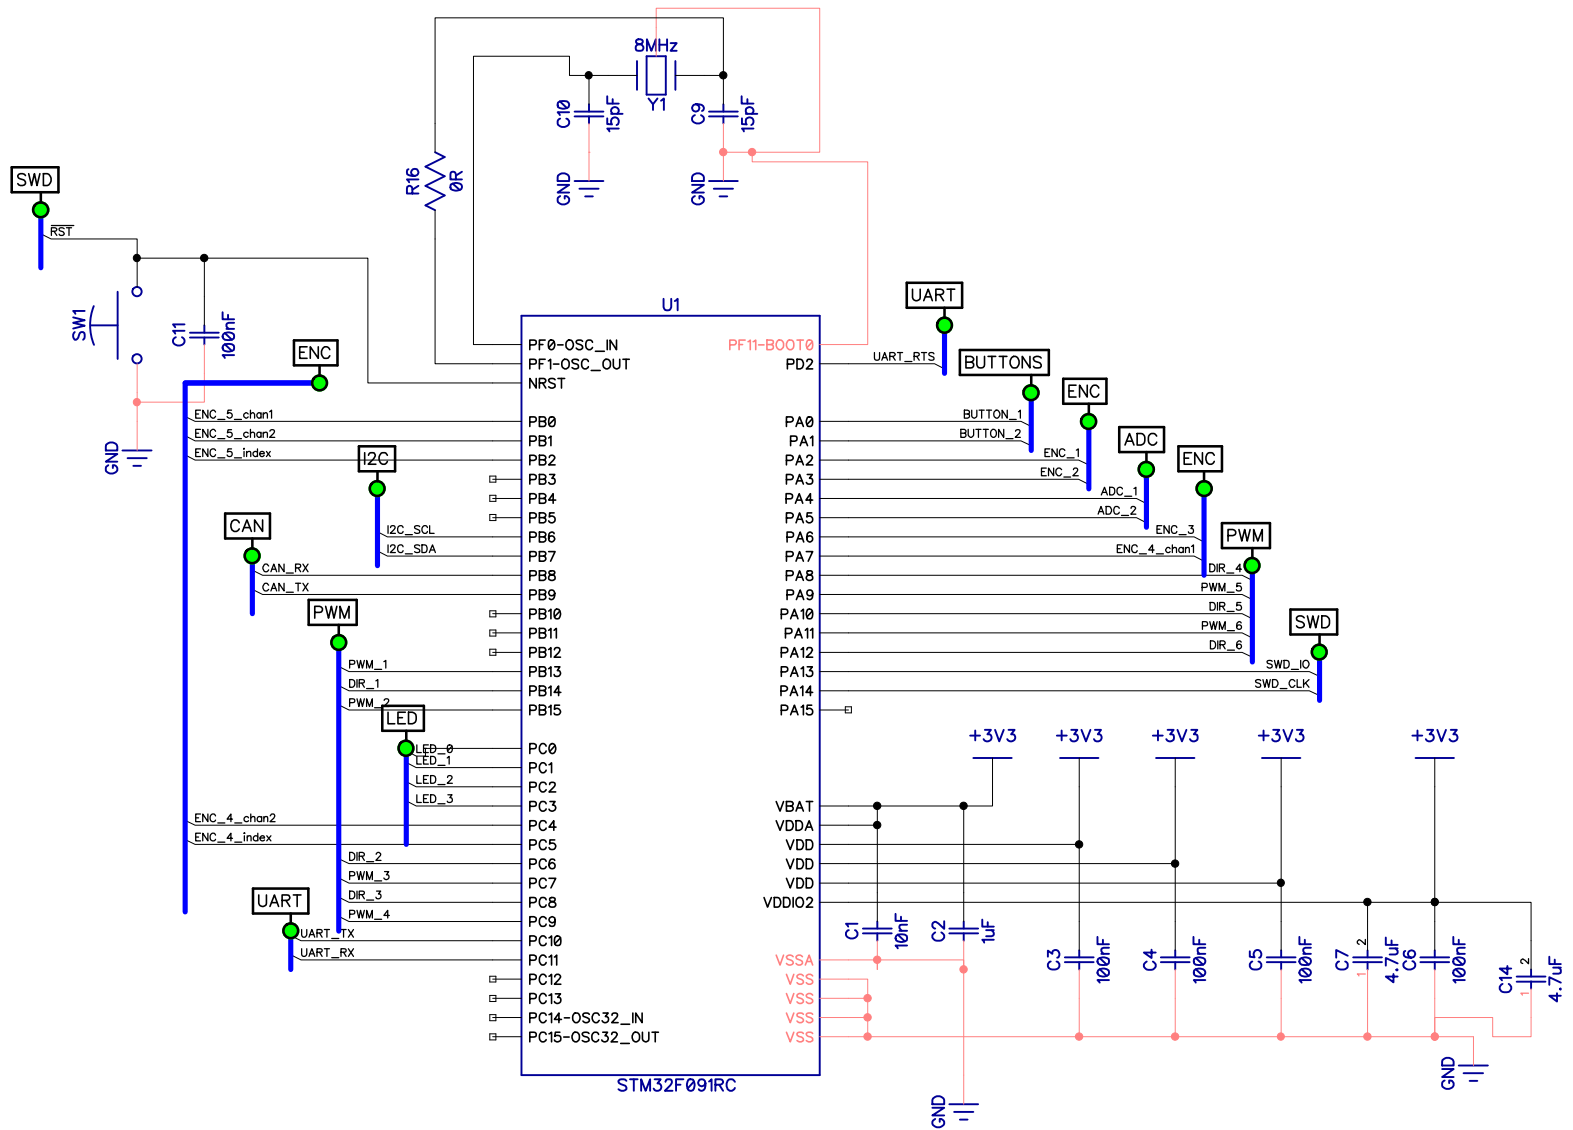 8MHz
Y1
C10
15pF
C9
15pF
GND
GND
R16
0R
SWD
RST
SW1
C11
100nF
GND
ENC
U1
STM32F091RC
PF0-OSC_IN
PF1-OSC_OUT
NRST
ENC_5_chan1
PB0
ENC_5_chan2
PB1
ENC_5_index
PB2
I2C
PB3
PB4
PB5
I2C_SCL
PB6
I2C_SDA
PB7
CAN
CAN_RX
PB8
CAN_TX
PB9
PWM
PB10
PB11
PB12
PWM_1
PB13
DIR_1
PB14
PWM_2
PB15
LED
LED_0
PC0
LED_1
PC1
LED_2
PC2
LED_3
PC3
ENC_4_chan2
PC4
ENC_4_index
PC5
DIR_2
PC6
PWM_3
PC7
DIR_3
PC8
PWM_4
PC9
UART
UART_TX
PC10
UART_RX
PC11
PC12
PC13
PC14-OSC32_IN
PC15-OSC32_OUT
PF11-BOOT0
UART
PD2
UART_RTS
BUTTONS
PA0
BUTTON_1
PA1
BUTTON_2
ENC
PA2
ENC_1
PA3
ENC_2
ADC
PA4
ADC_1
PA5
ADC_2
ENC
PA6
ENC_3
PA7
ENC_4_chan1
PWM
PA8
DIR_4
PA9
PWM_5
PA10
DIR_5
PA11
PWM_6
PA12
DIR_6
SWD
PA13
SWD_IO
PA14
SWD_CLK
PA15
+3V3
+3V3
+3V3
+3V3
+3V3
VBAT
VDDA
VDD
VDD
VDD
VDDIO2
VSSA
VSS
VSS
VSS
VSS
C1
10nF
C2
1uF
C3
100nF
C4
100nF
C5
100nF
C7
2
1
4.7uF
C6
100nF
C14
2
1
4.7uF
GND
GND